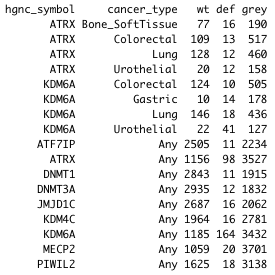 hgnc_symbol cancer_type wt def grey
ATRX Bone_SoftTissue 77 16 190
ATRX Colorectal 109 13 517
ATRX Lung 128 12 460
ATRX Urothelial 20 12 158
KDM6A Colorectal 124 10 505
KDM6A Gastric 10 14 178
KDM6A Lung 146 18 436
KDM6A Urothelial 22 41 127
ATF7IP Any 2505 11 2234
ATRX Any 1156 98 3527
DNMT1 Any 2843 11 1915
DNMT3A Any 2935 12 1832
JMJD1C Any 2687 16 2062
KDM4C Any 1964 16 2781
KDM6A Any 1185 164 3432
MECP2 Any 1059 20 3701
PIWIL2 Any 1625 18 3138